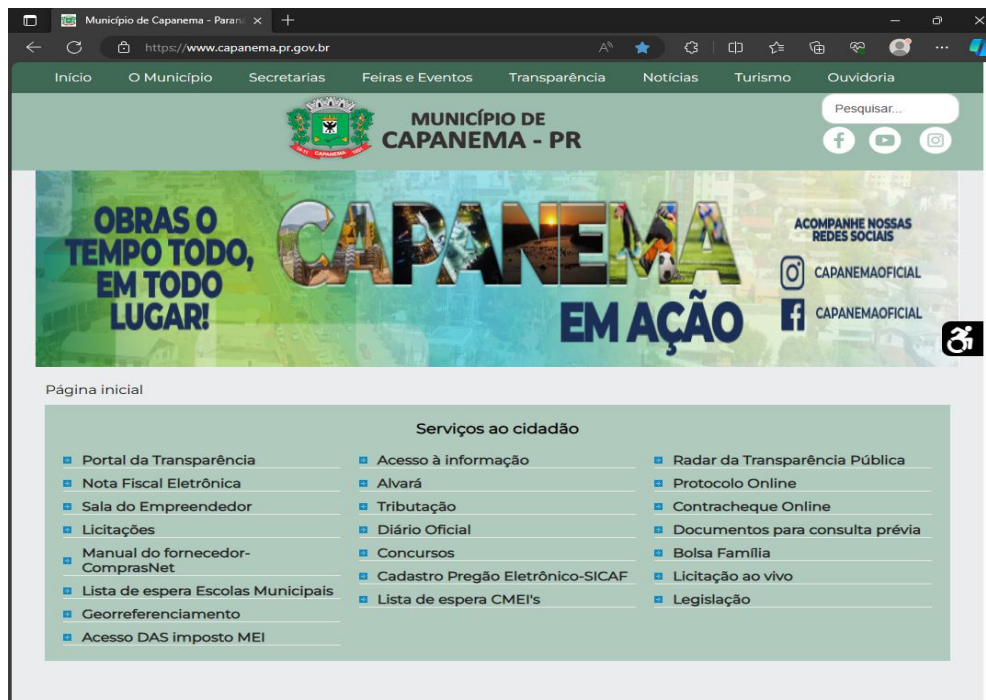 Município de Capanema - Paran
https://www.capanema.pr.gov.br
Início O Município Secretarias Feiras e Eventos Transparência Notícias Turismo Ouvidoria
MUNICÍPIO DE
CAPANEMA - PR
Pesquisar...
OBRAS O
TEMPO TODO,
EM TODO
LUGAR!
CAPANEMA
EM AÇÃO
ACOMPANHE NOSSAS
REDES SOCIAIS
CAPANEMAOFICIAL
CAPANEMAOFICIAL
Página inicial
Serviços ao cidadão
Portal da Transparência
Nota Fiscal Eletrônica
Sala do Empreendedor
Licitações
Manual do fornecedor-
ComprasNet
Lista de espera Escolas Municipais
Georreferenciamento
Acesso DAS imposto MEI
Acesso à informação
Alvará
Tributação
Diário Oficial
Concursos
Cadastro Pregão Eletrônico-SICAF
Lista de espera CMEI's
Radar da Transparência Pública
Protocolo Online
Contracheque Online
Documentos para consulta prévia
Bolsa Família
Licitação ao vivo
Legislação